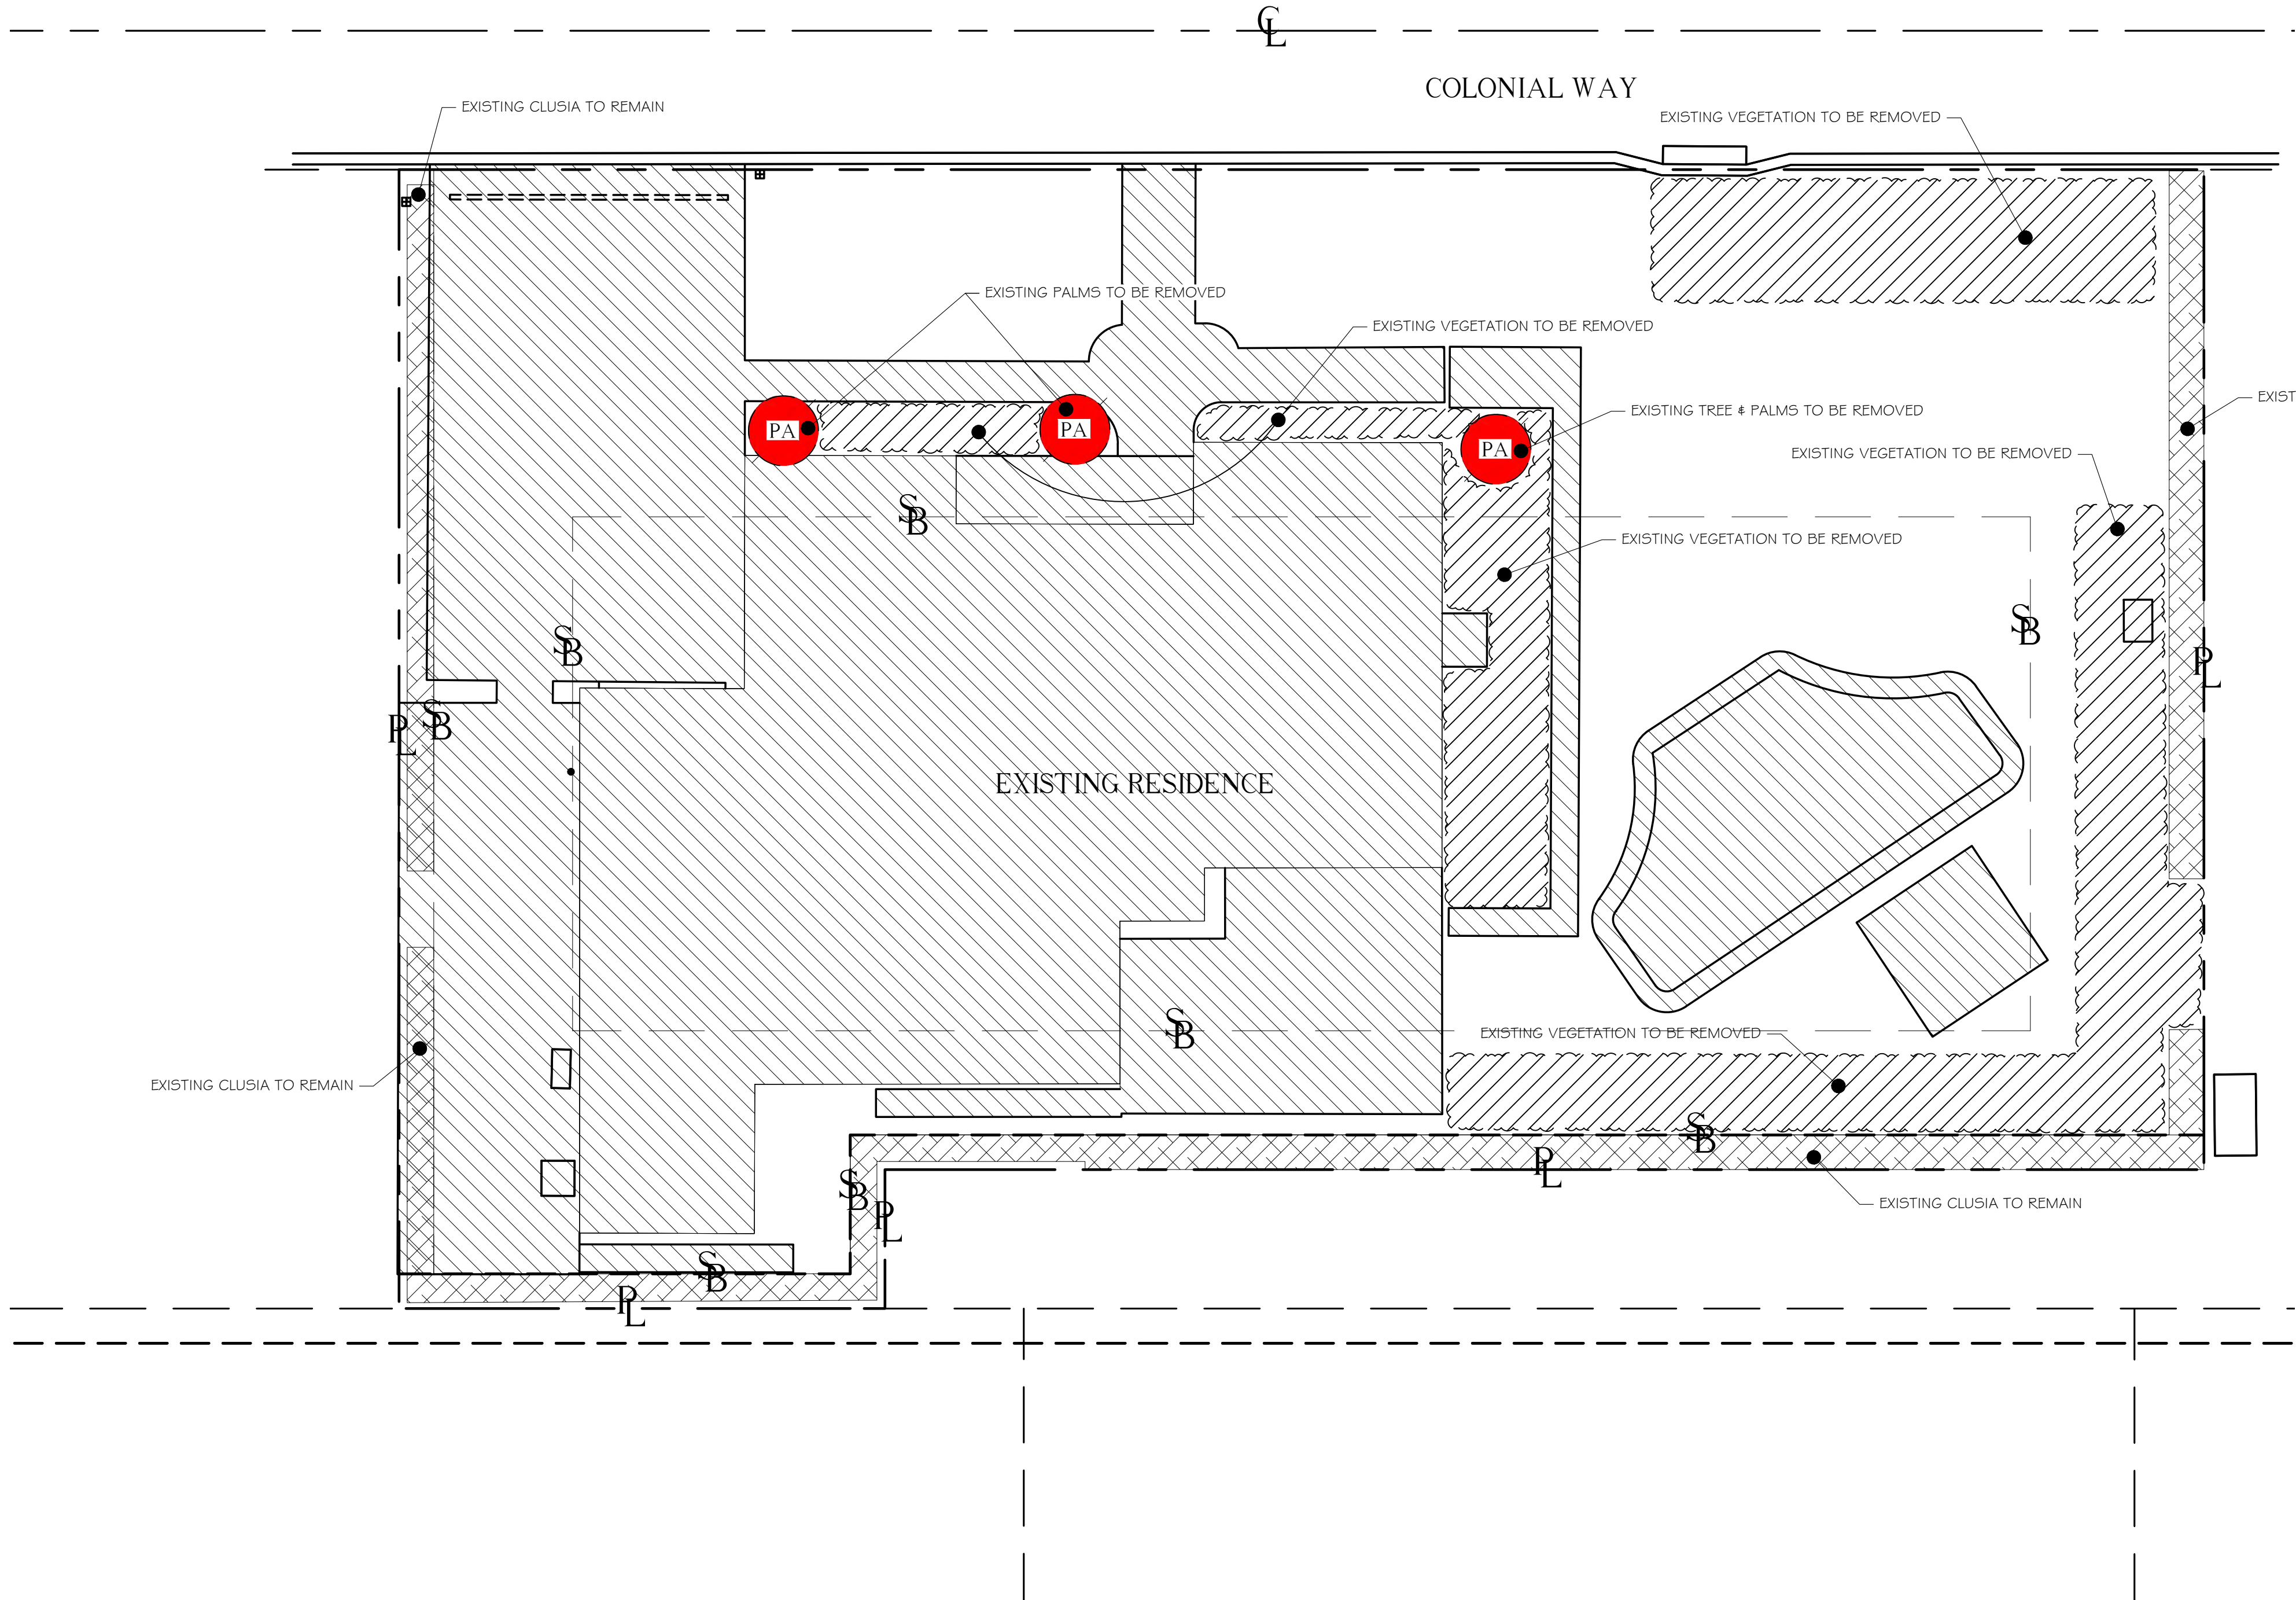 CL
COLONIAL WAY
EXISTING CLUSIA TO REMAIN
EXISTING VEGETATION TO BE REMOVED
EXISTING PALMS TO BE REMOVED
EXISTING VEGETATION TO BE REMOVED
EXIST
EXISTING TREE & PALMS TO BE REMOVED
PA
PA
PA
EXISTING VEGETATION TO BE REMOVED
SB
EXISTING VEGETATION TO BE REMOVED
SB
SB
PL
SB
PL
EXISTING RESIDENCE
SB
EXISTING VEGETATION TO BE REMOVED
EXISTING CLUSIA TO REMAIN
SB
PL
SB
PL
EXISTING CLUSIA TO REMAIN
SB
PL